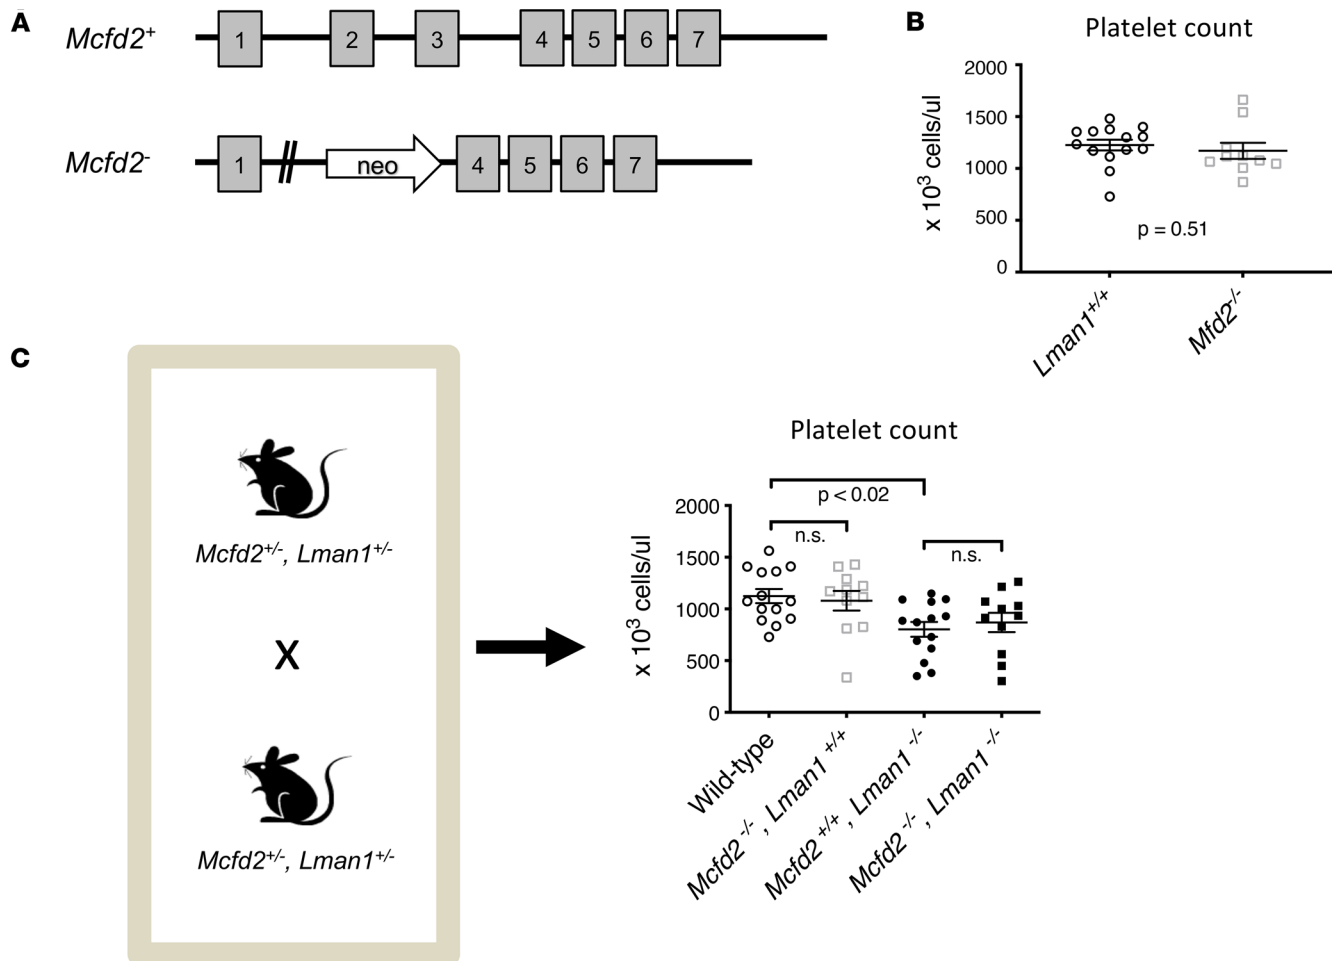 A
Mcfd2+
1 2 3 4 5 6 7
Mcfd2-
1 neo 4 5 6 7
B
Platelet count
x 10³ cells/ul
2000
1500
1000
500
0
p = 0.51
Lman1+/+
Mfd2-/-
C
Mcfd2+/-, Lman1+/-
X
Mcfd2+/-, Lman1+/-
Platelet count
x 10³ cells/ul
2000
1500
1000
500
0
p < 0.02
n.s.
n.s.
Wild-type
Mcfd2-/-, Lman1+/+
Mcfd2+/+, Lman1-/-
Mcfd2-/-, Lman1-/-